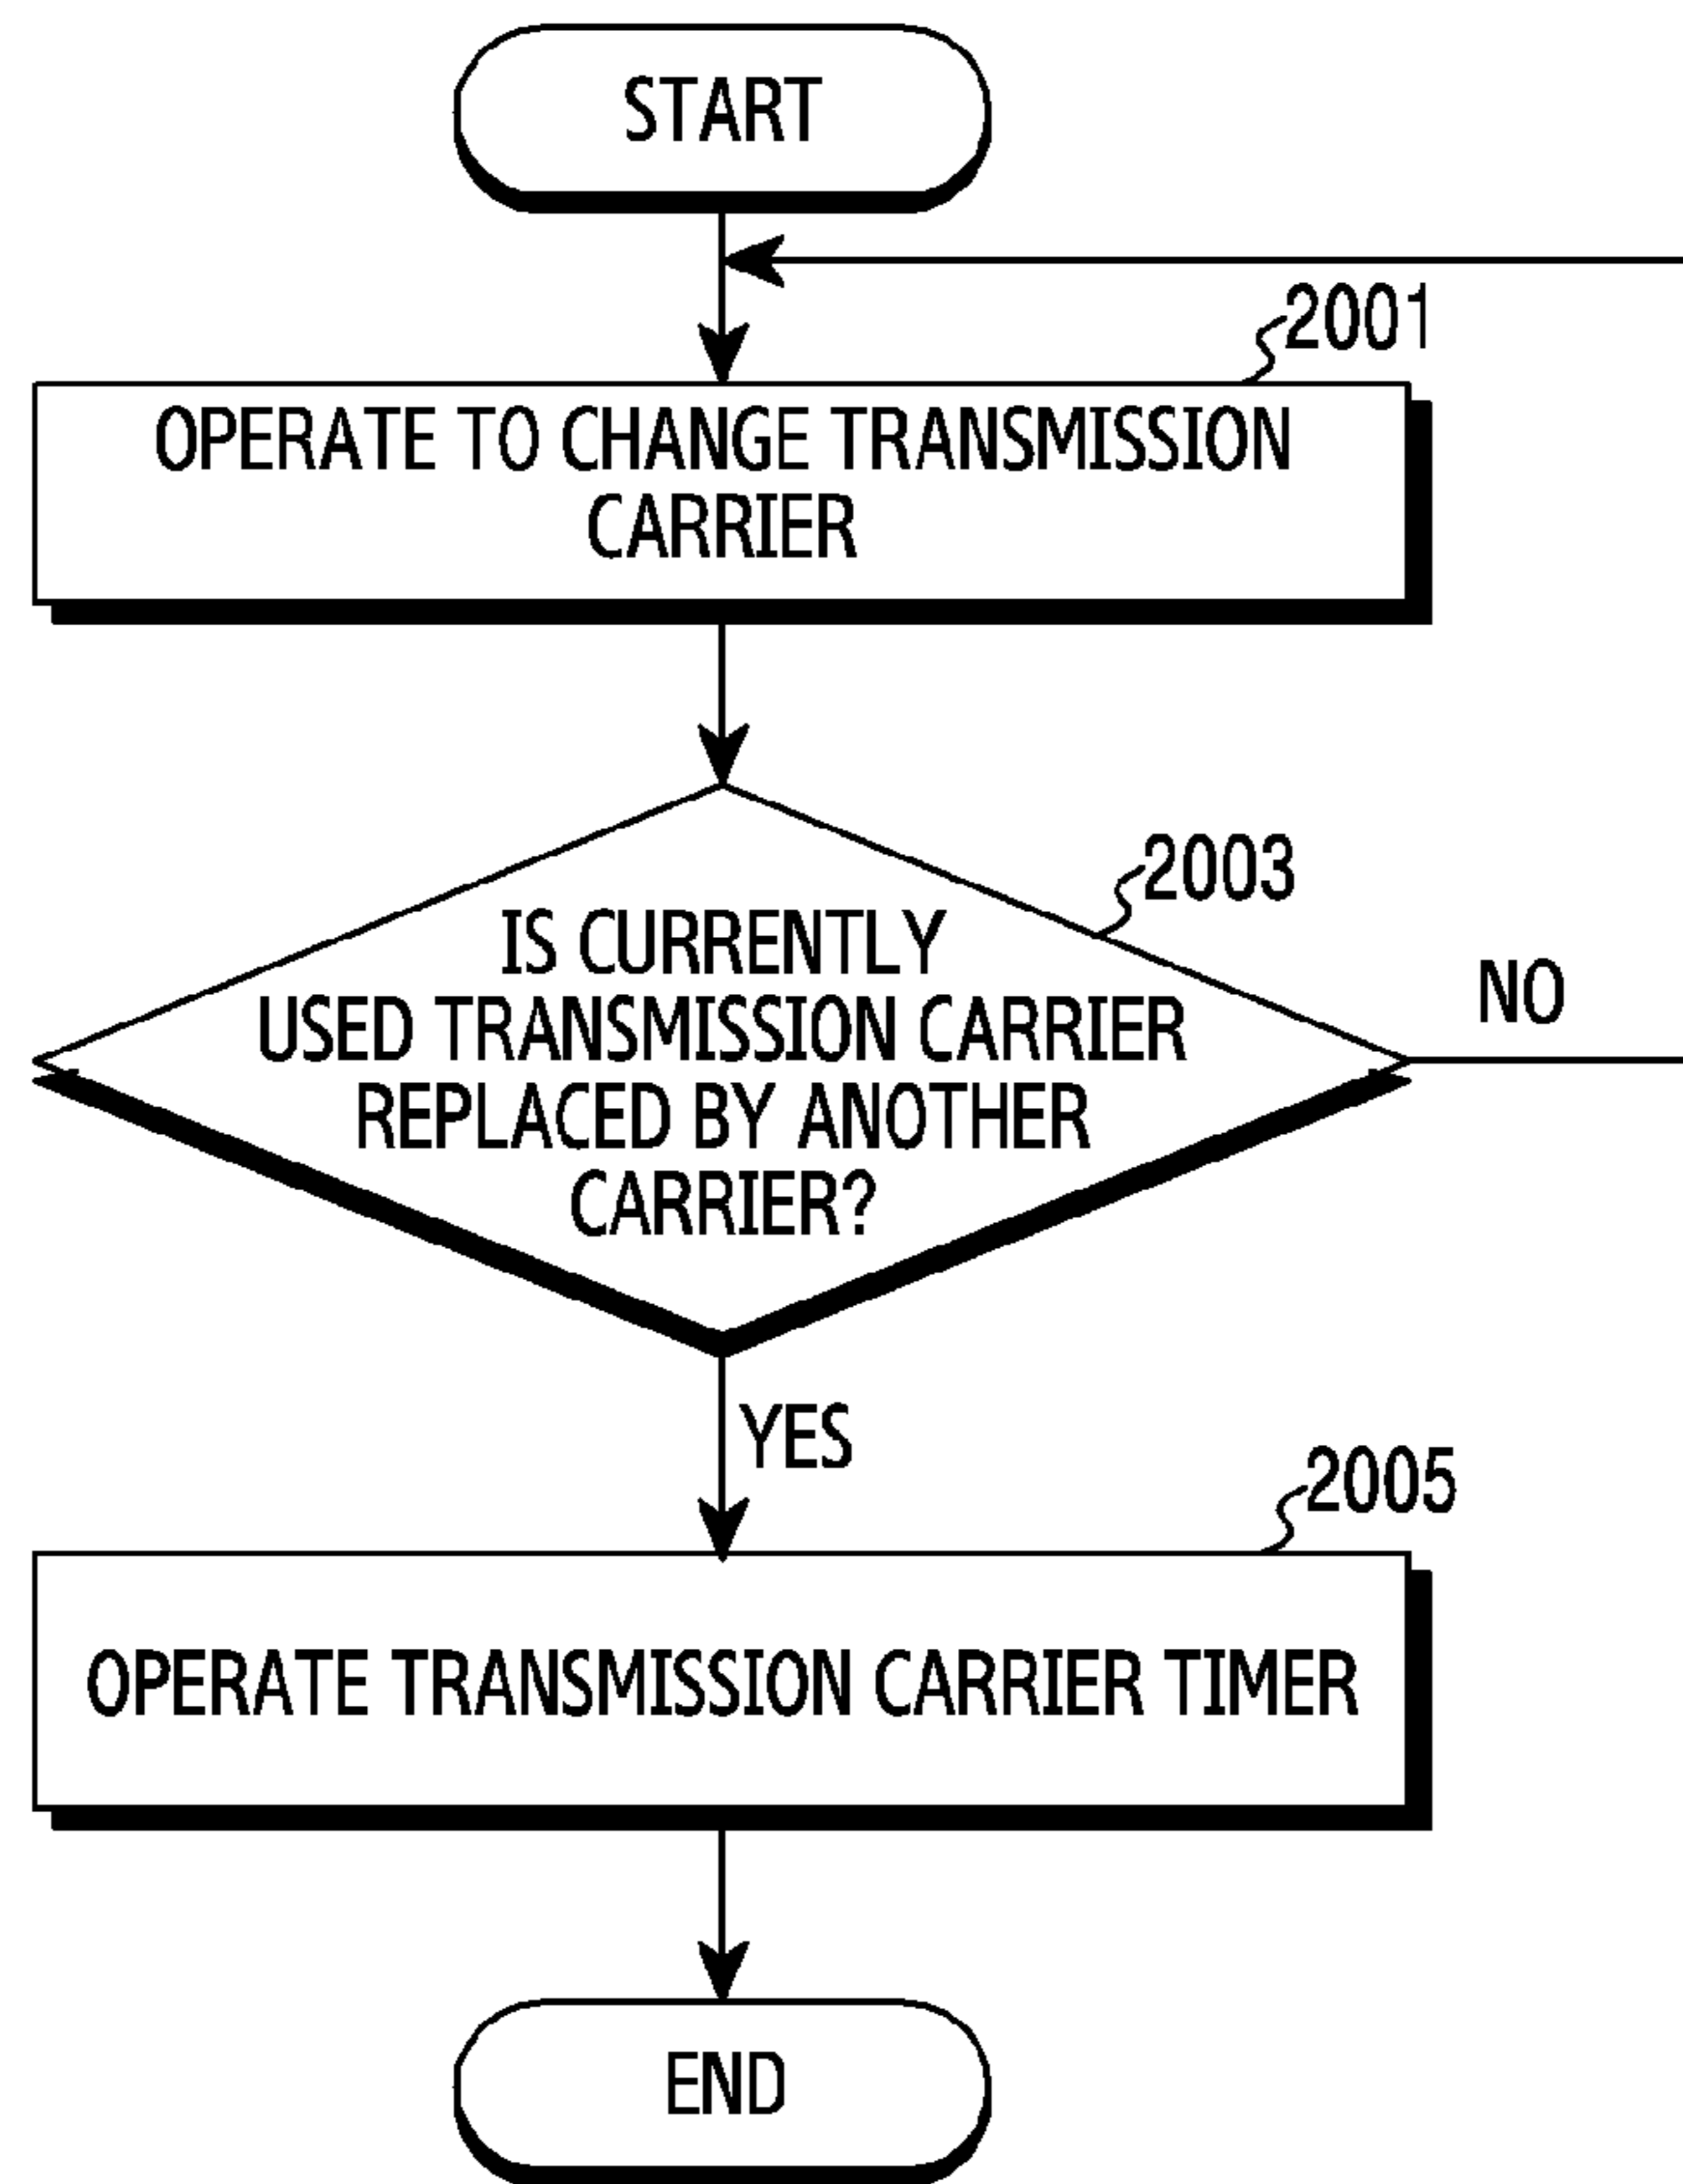 START
2001
OPERATE TO CHANGE TRANSMISSION
CARRIER
2003
IS CURRENTLY
USED TRANSMISSION CARRIER
REPLACED BY ANOTHER
CARRIER?
NO
YES
2005
OPERATE TRANSMISSION CARRIER TIMER
END